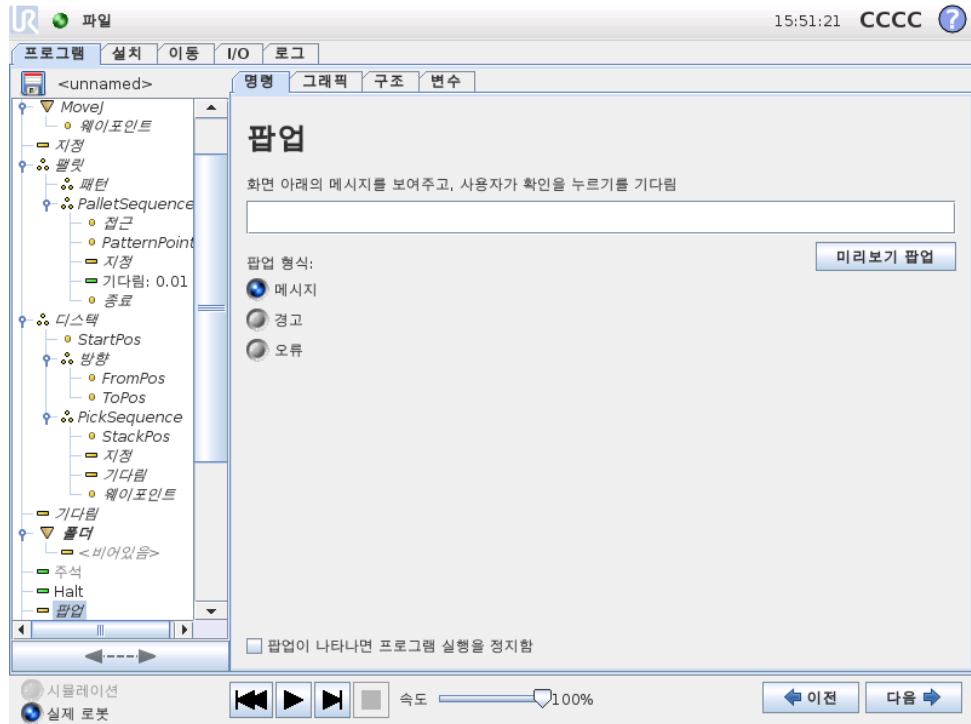 UR 파일 15:51:21 CCCC ?
프로그램 설치 이동 I/O 로그
<unnamed>
명령 그래픽 구조 변수
MoveJ
웨이포인트
지정
팰릿
패턴
PalletSequence
접근
PatternPoint
지정
기다림: 0.01
종료
디스택
StartPos
방향
FromPos
ToPos
PickSequence
StackPos
지정
기다림
웨이포인트
기다림
폴더
<비어있음>
주석
Halt
팝업
팝업
화면 아래의 메시지를 보여주고, 사용자가 확인을 누르기를 기다림
미리보기 팝업
팝업 형식:
메시지
경고
오류
팝업이 나타나면 프로그램 실행을 정지함
시뮬레이션
실제 로봇
속도 100%
이전 다음